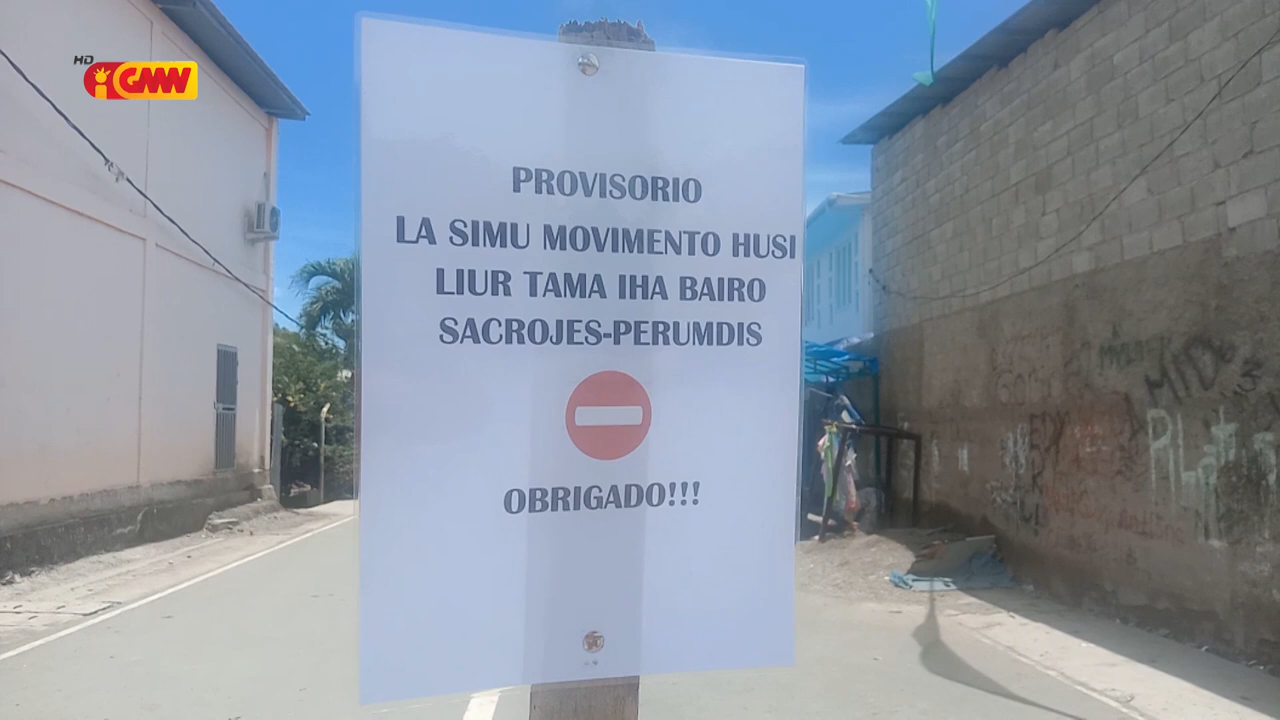 HD
GMN
PROVISORIO
LA SIMU MOVIMENTO HUSI
LIUR TAMA IHA BAIRO
SACROJES-PERUMDIS
OBRIGADO!!!